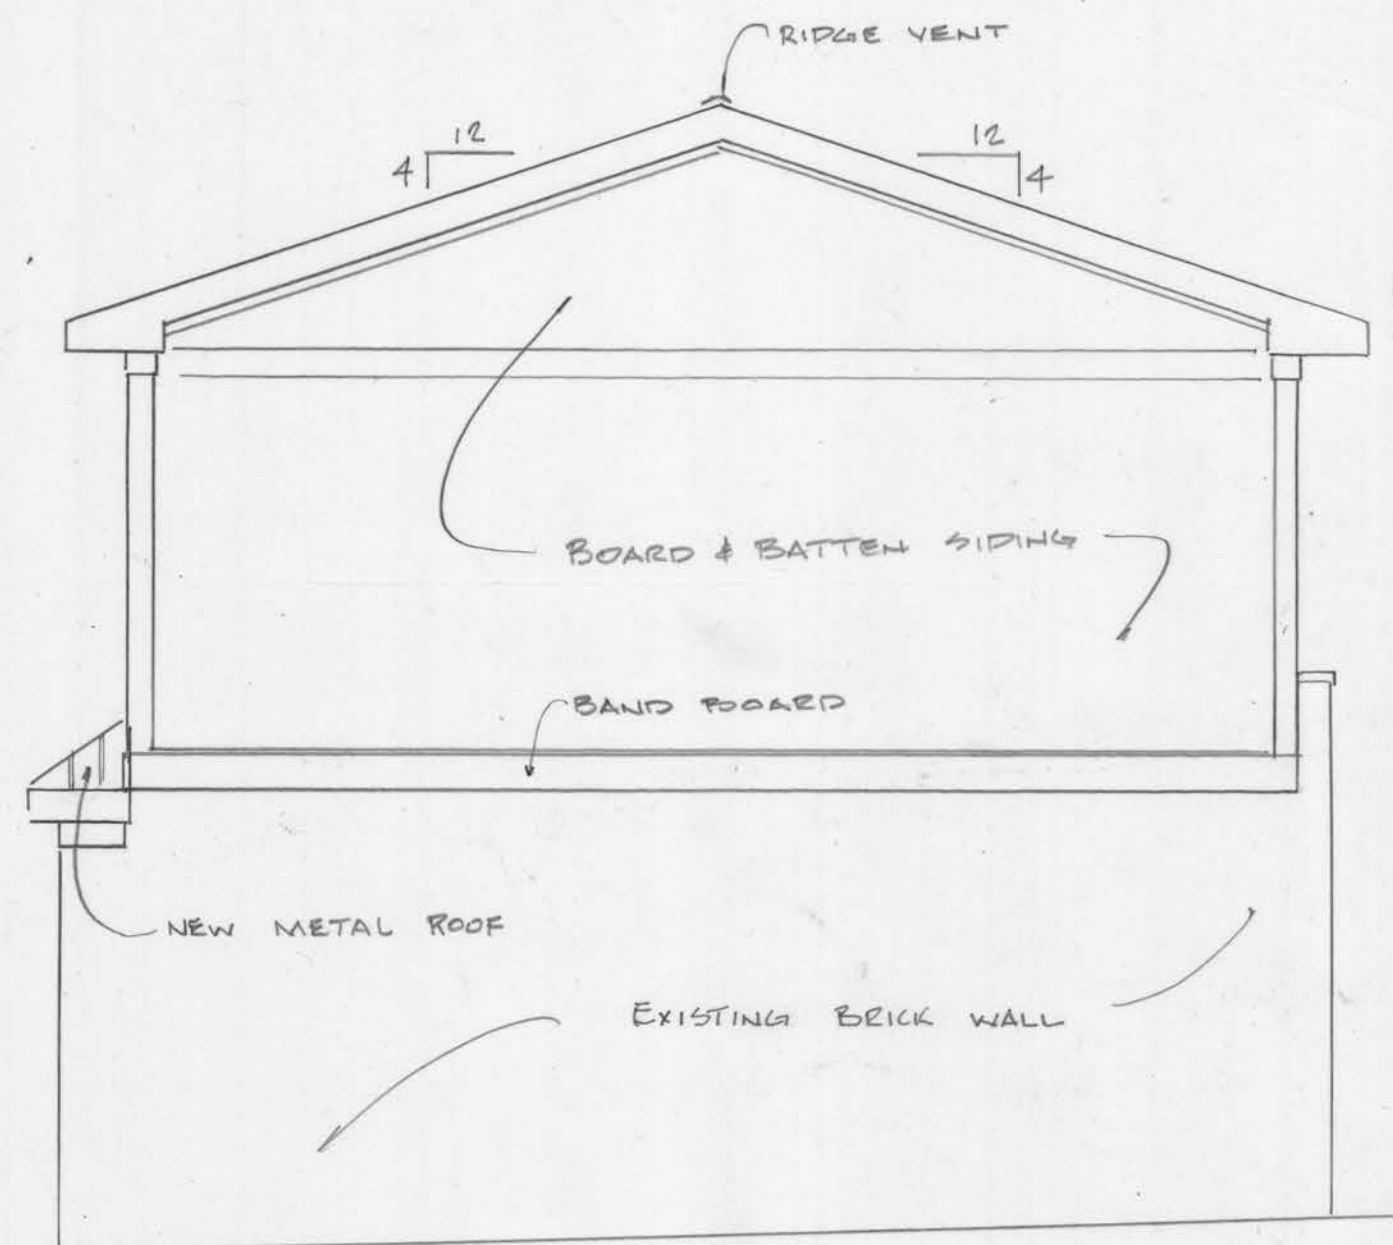 RIDGE VENT
12
4
12
4
BOARD & BATTEN SIDING
BAND BOARD
NEW METAL ROOF
EXISTING BRICK WALL